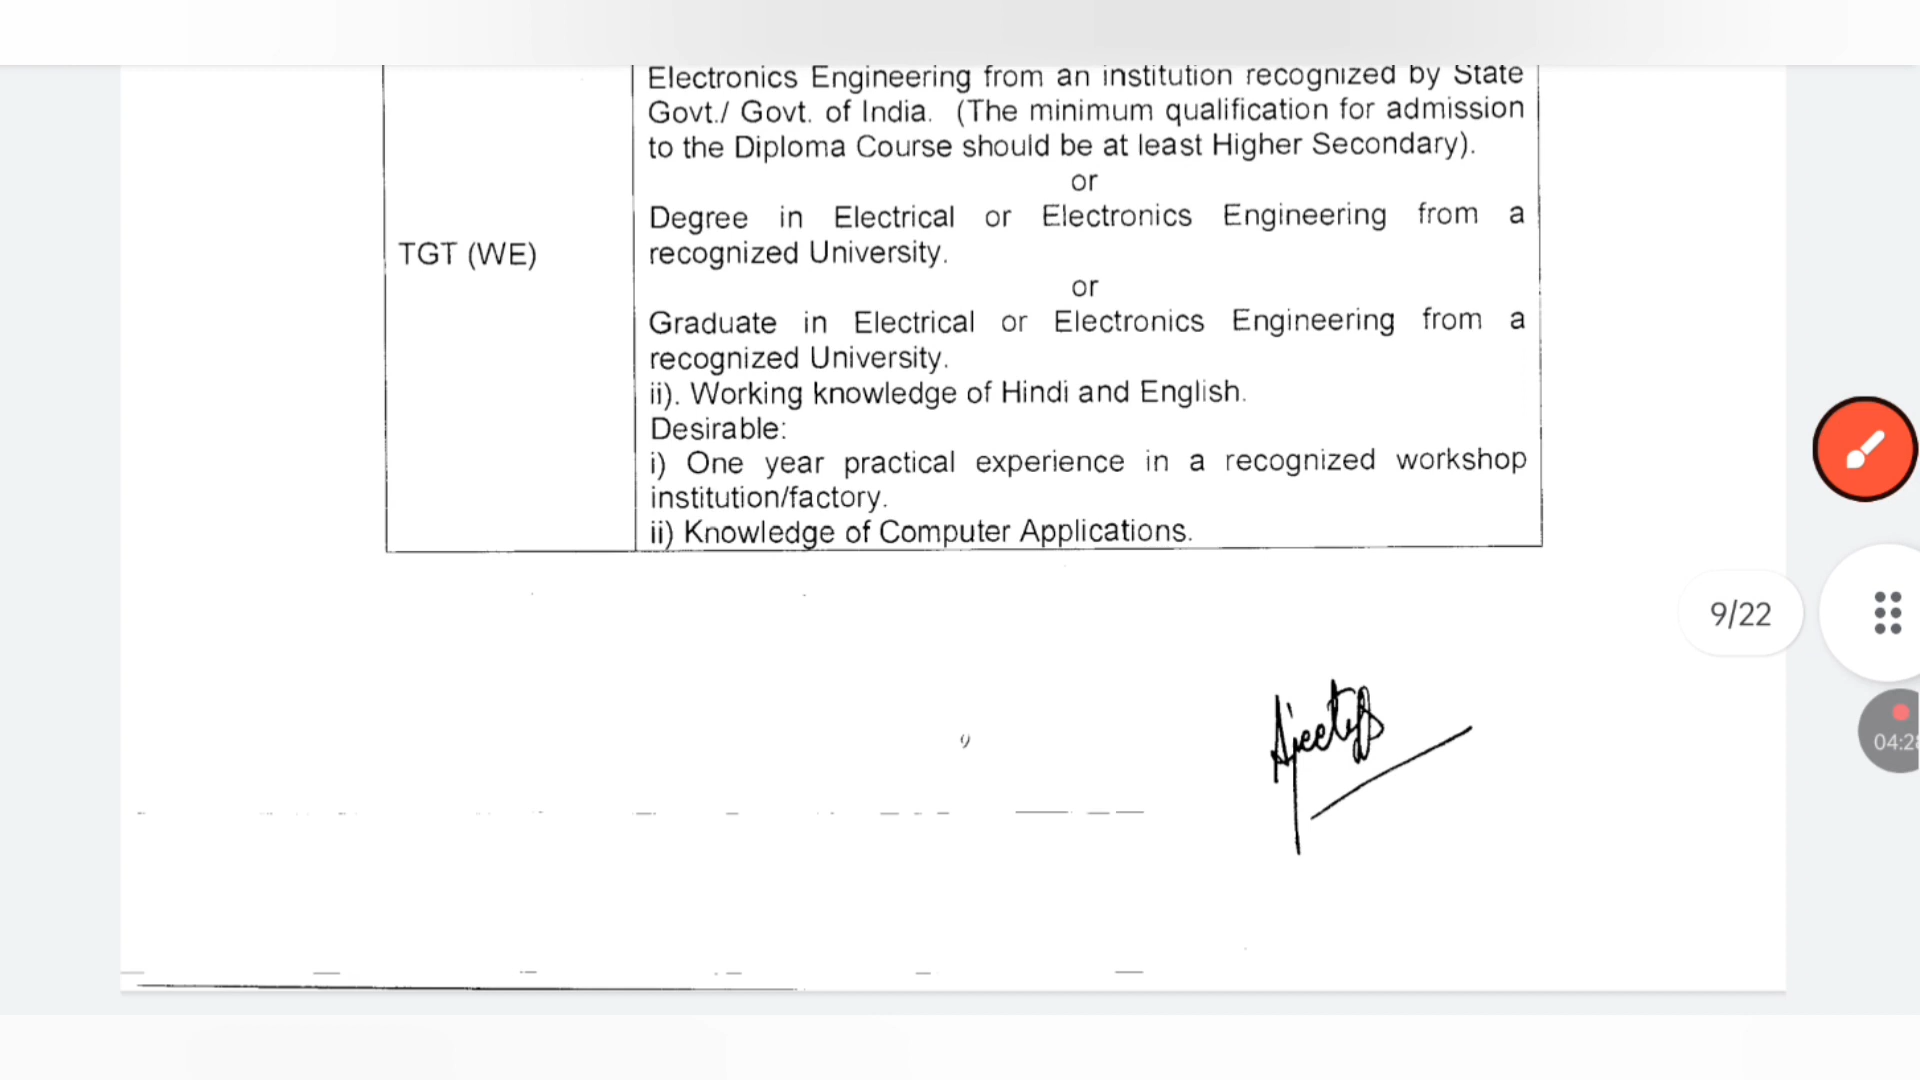 Electronics Engineering from an institution recognized by State
Govt./ Govt. of India. (The minimum qualification for admission
to the Diploma Course should be at least Higher Secondary).
or
Degree in Electrical or Electronics Engineering from a
recognized University.
TGT (WE)
or
Graduate in Electrical or Electronics Engineering from a
recognized University.
ii). Working knowledge of Hindi and English.
Desirable:
i) One year practical experience in a recognized workshop
institution/factory.
ii) Knowledge of Computer Applications.
9/22
04:28